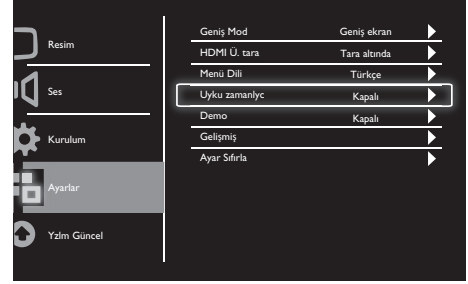 Resim
Ses
Kurulum
Ayarlar
Yzlm Güncel
Geniş Mod Geniş ekran
HDMI Ü. tara Tara altında
Menü Dili Türkçe
Uyku zamanlyc Kapalı
Demo Kapalı
Gelişmiş
Ayar Sıfırla